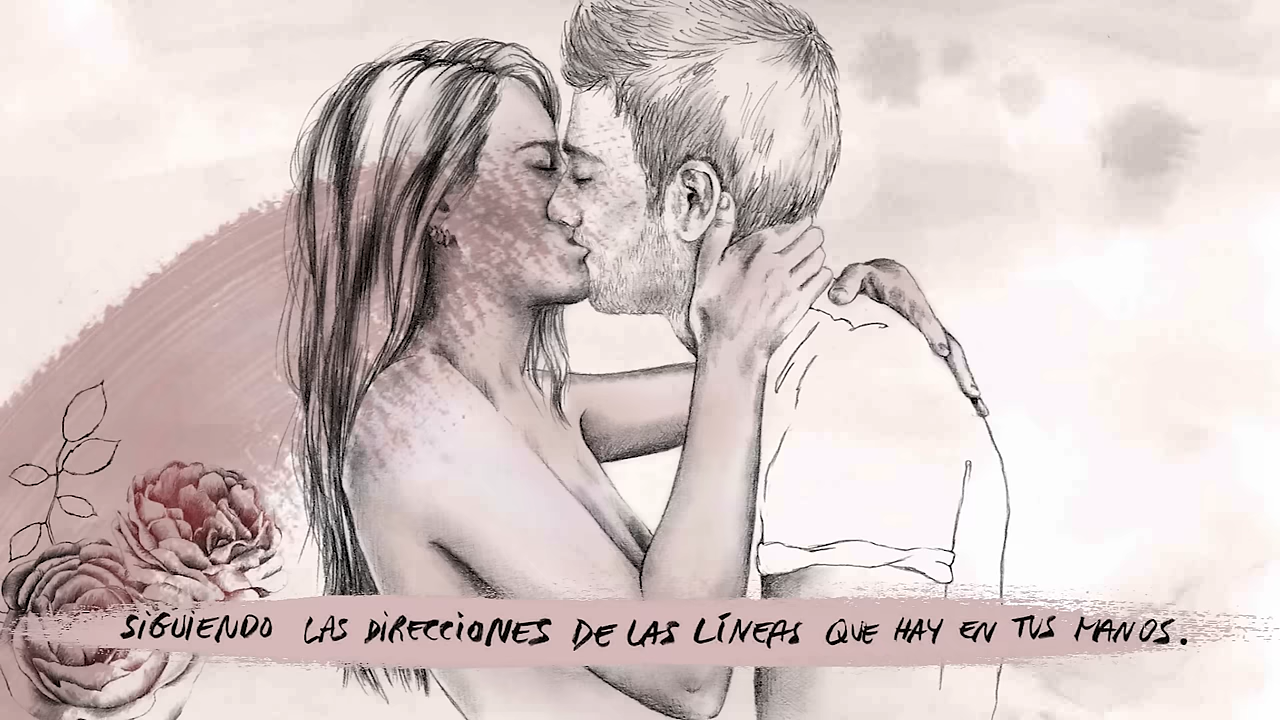 SIGUIENDO LAS DIRECCIONES DE LAS LÍNEAS QUE HAY EN TUS MANOS.